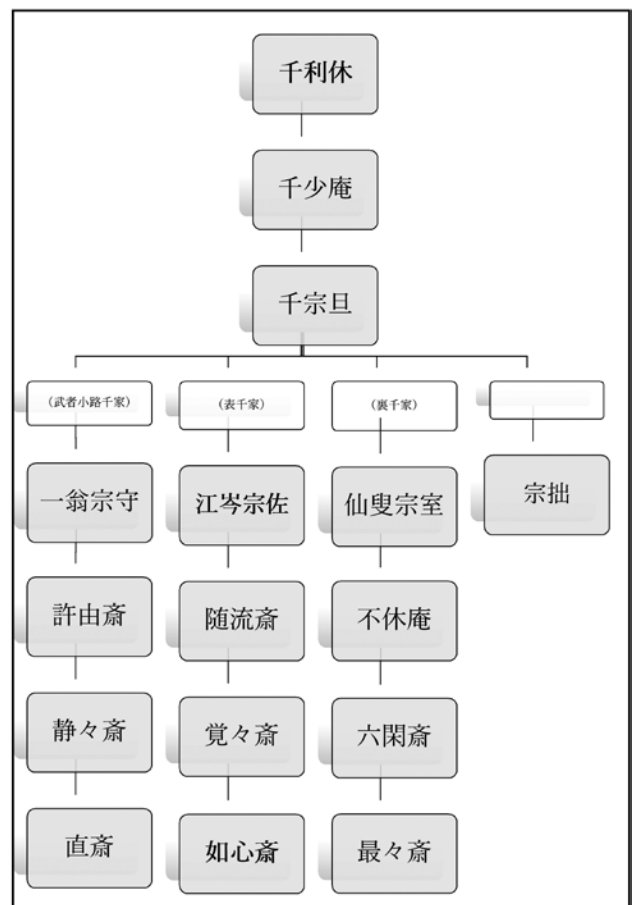 千利休
千少庵
千宗旦
（武者小路千家）
（表千家）
（裏千家）
一翁宗守
江岑宗佐
仙叟宗室
宗拙
許由斎
随流斎
不休庵
静々斎
覚々斎
六閑斎
直斎
如心斎
最々斎